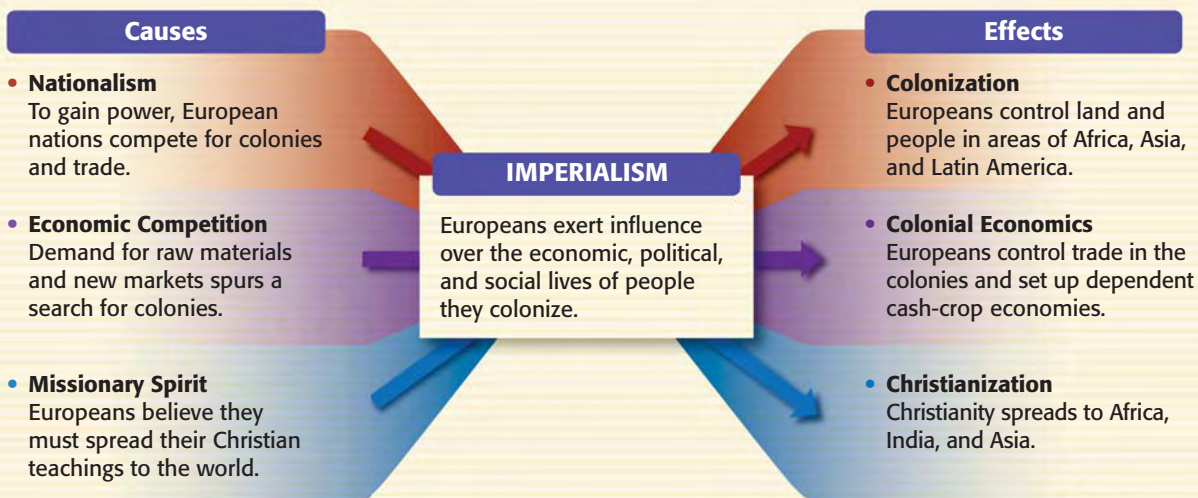 Causes
• Nationalism
To gain power, European
nations compete for colonies
and trade.
• Economic Competition
Demand for raw materials
and new markets spurs a
search for colonies.
• Missionary Spirit
Europeans believe they
must spread their Christian
teachings to the world.
IMPERIALISM
Europeans exert influence
over the economic, political,
and social lives of people
they colonize.
Effects
• Colonization
Europeans control land and
people in areas of Africa, Asia,
and Latin America.
• Colonial Economics
Europeans control trade in the
colonies and set up dependent
cash-crop economies.
• Christianization
Christianity spreads to Africa,
India, and Asia.